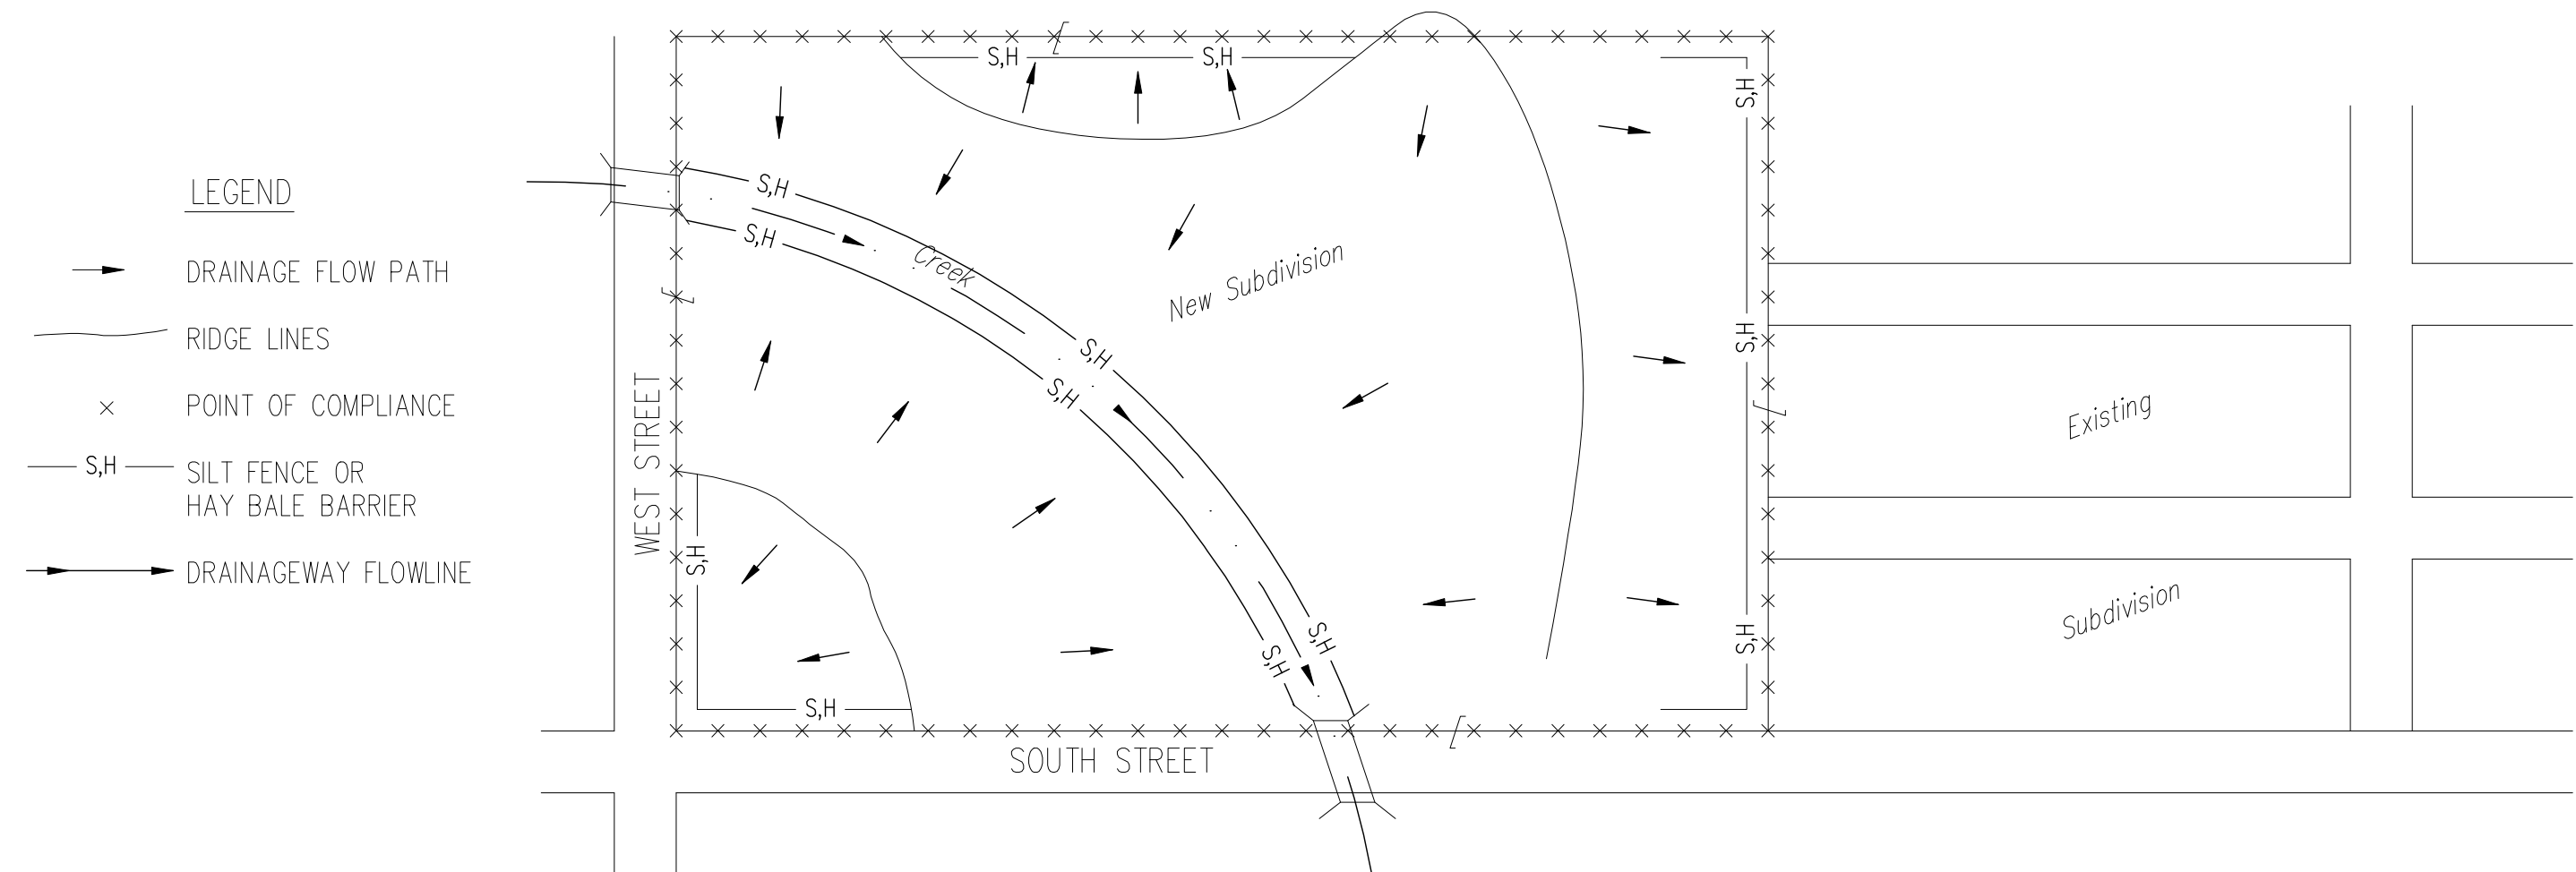 LEGEND
DRAINAGE FLOW PATH
RIDGE LINES
POINT OF COMPLIANCE
S,H
SILT FENCE OR
HAY BALE BARRIER
DRAINAGEWAY FLOWLINE
S,H
S,H
S,H
S,H
S,H
Creek
New Subdivision
S,H
S,H
S,H
WEST STREET
Existing
S,H
Subdivision
S,H
S,H
S,H
S,H
SOUTH STREET